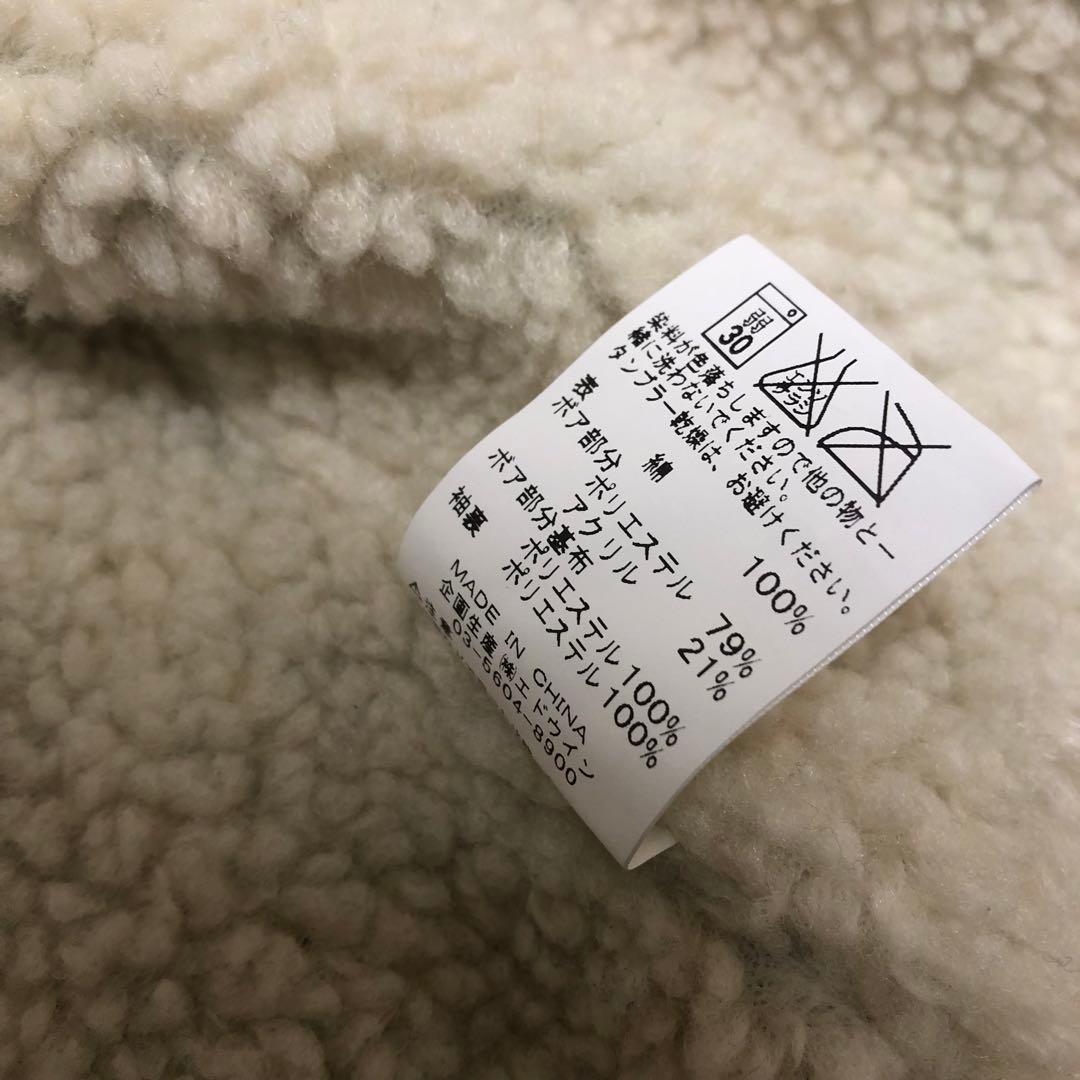 弱
30
エンソ
サラシ
染料が色落ちしますので他の物と一
緒に洗わないでください。
タンブラー乾燥は、お避けください。
表 綿 100%
ボア部分 ポリエステル 79%
アクリル 21%
ボア部分基布
ポリエステル100%
袖裏 ポリエステル100%
MADE IN CHINA
企画生産㈱エドウイン
03-5604-8900